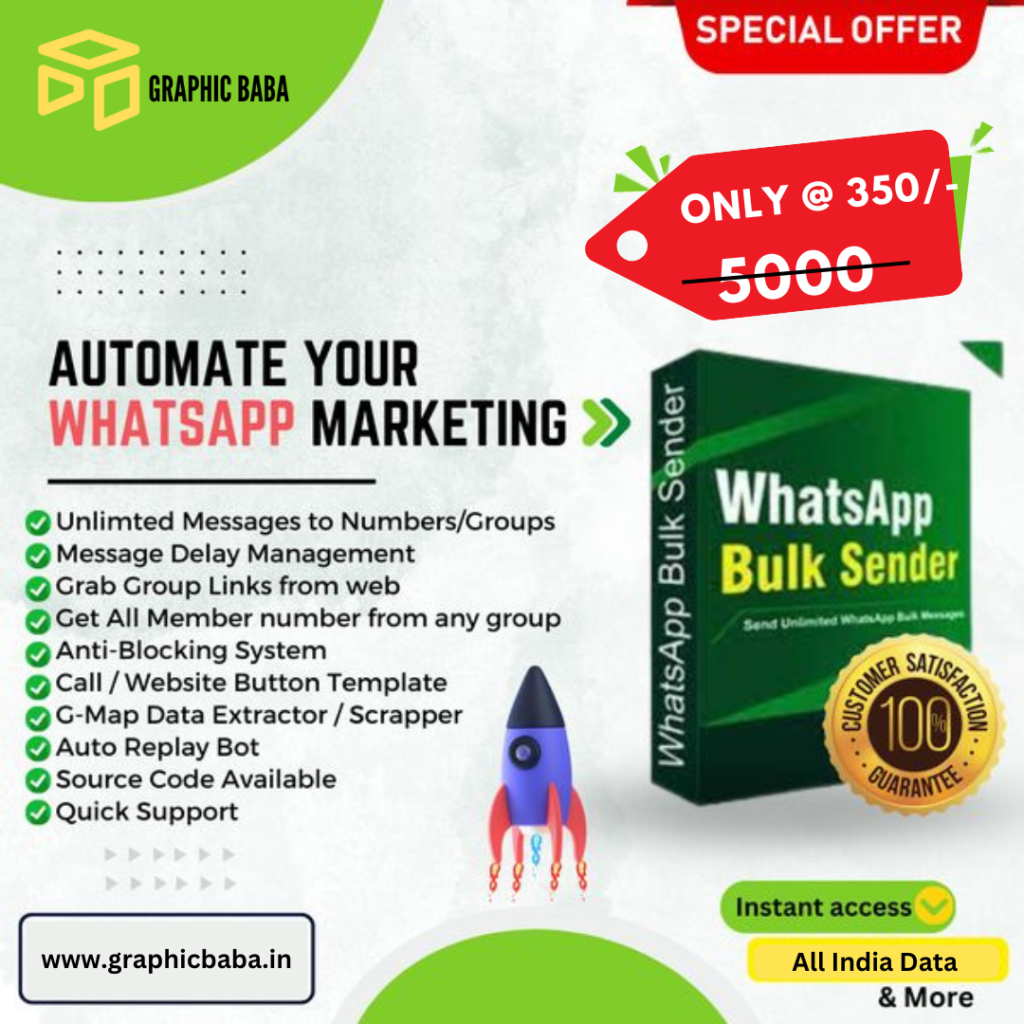 GRAPHIC BABA
SPECIAL OFFER
ONLY @ 350/-
5000
AUTOMATE YOUR
WHATSAPP MARKETING
Unlimted Messages to Numbers/Groups
Message Delay Management
Grab Group Links from web
Get All Member number from any group
Anti-Blocking System
Call / Website Button Template
G-Map Data Extractor / Scrapper
Auto Replay Bot
Source Code Available
Quick Support
WhatsApp Bulk Sender
WhatsApp
Bulk Sender
Send Unlimited WhatsApp Bulk Messages
CUSTOMER SATISFACTION
100%
GUARANTEE
www.graphicbaba.in
Instant access
All India Data
& More